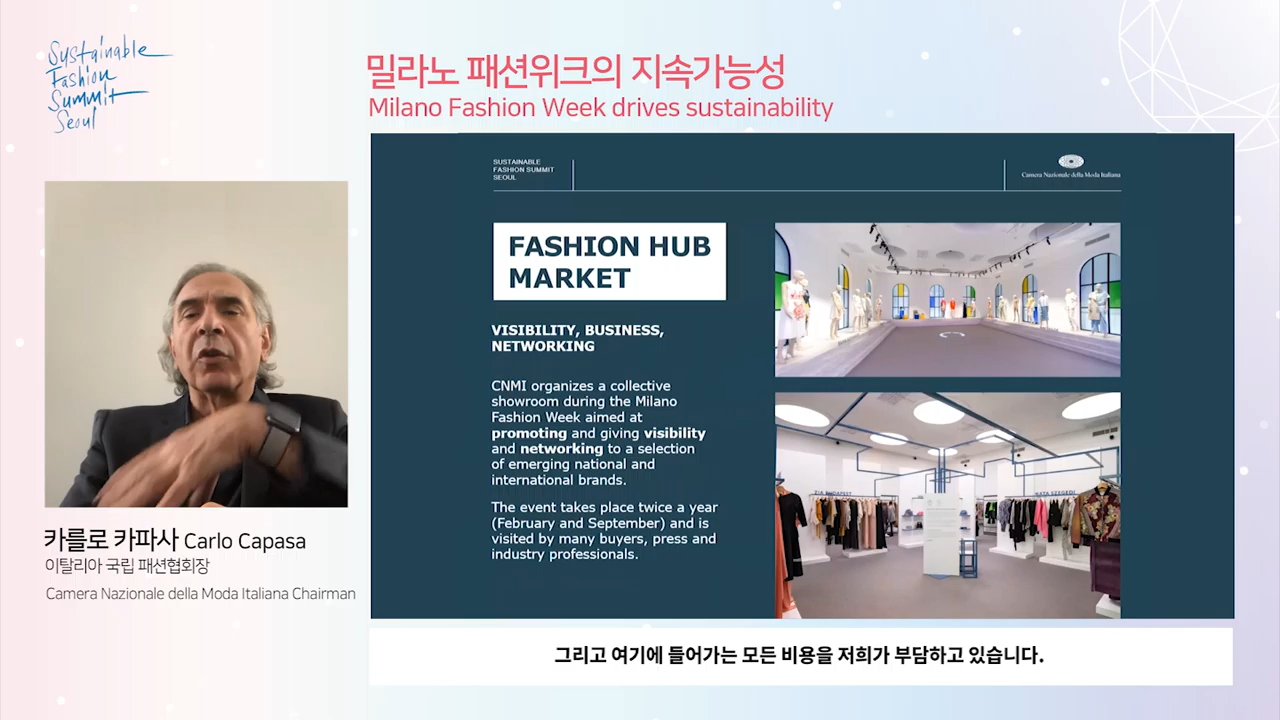 Sustainable
Fashion
Summit
Seoul
밀라노 패션위크의 지속가능성
Milano Fashion Week drives sustainability
SUSTAINABLE
FASHION SUMMIT
SEOUL
Camera Nazionale della Moda Italiana
FASHION HUB
MARKET
VISIBILITY, BUSINESS,
NETWORKING
CNMI organizes a collective
showroom during the Milano
Fashion Week aimed at
promoting and giving visibility
and networking to a selection
of emerging national and
international brands.
The event takes place twice a year
(February and September) and is
visited by many buyers, press and
industry professionals.
KATA SZEGEDI
카를로 카파사 Carlo Capasa
이탈리아 국립 패션협회장
Camera Nazionale della Moda Italiana Chairman
그리고 여기에 들어가는 모든 비용을 저희가 부담하고 있습니다.